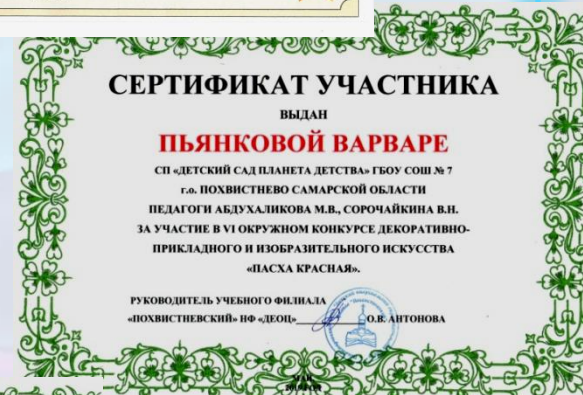 СЕРТИФИКАТ УЧАСТНИКА
ВЫДАН
ПЬЯНКОВОЙ ВАРВАРЕ
СП «ДЕТСКИЙ САД ПЛАНЕТА ДЕТСТВА» ГБОУ СОШ № 7
г.о. ПОХВИСТНЕВО САМАРСКОЙ ОБЛАСТИ
ПЕДАГОГИ АБДУХАЛИКОВА М.В., СОРОЧАЙКИНА В.Н.
ЗА УЧАСТИЕ В VI ОКРУЖНОМ КОНКУРСЕ ДЕКОРАТИВНО-
ПРИКЛАДНОГО И ИЗОБРАЗИТЕЛЬНОГО ИСКУССТВА
«ПАСХА КРАСНАЯ».
РУКОВОДИТЕЛЬ УЧЕБНОГО ФИЛИАЛА
«ПОХВИСТНЕВСКИЙ» НФ «ДЕОЦ» О.В. АНТОНОВА
МАЙ